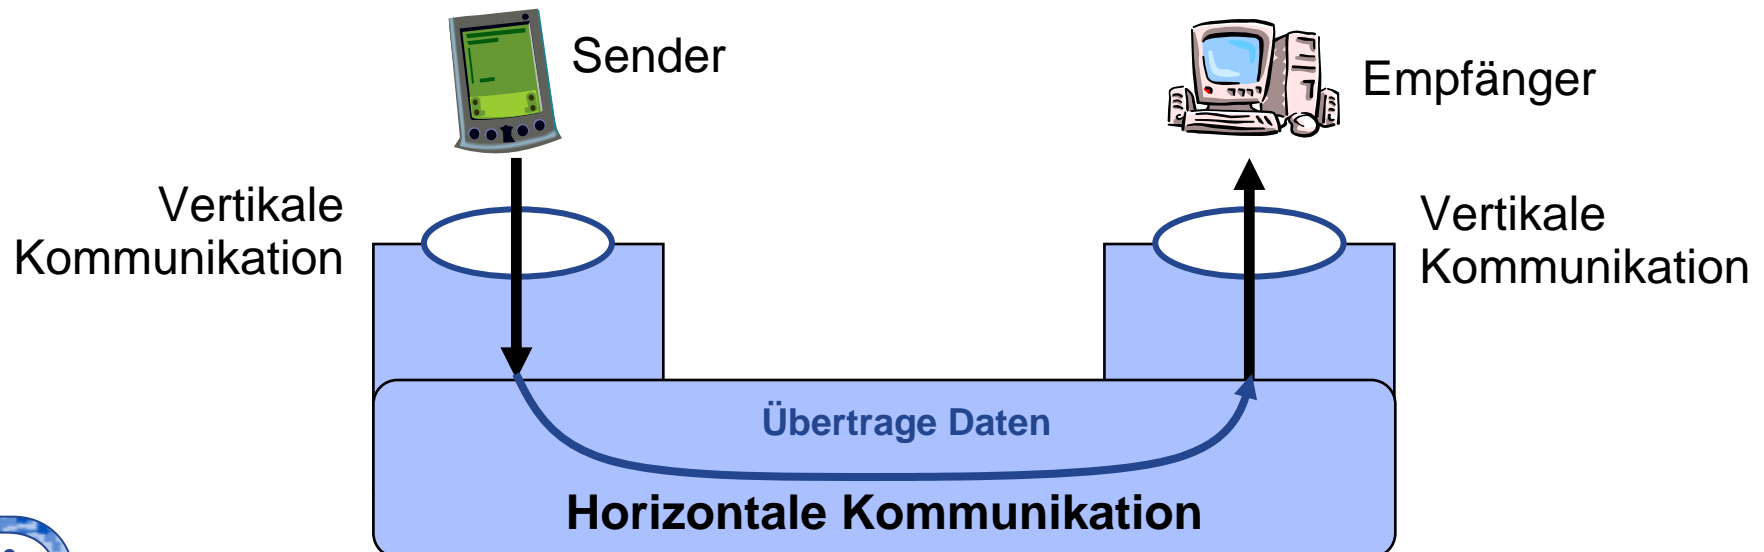 Sender
Empfänger
Vertikale
Kommunikation
Vertikale
Kommunikation
Übertrage Daten
Horizontale Kommunikation